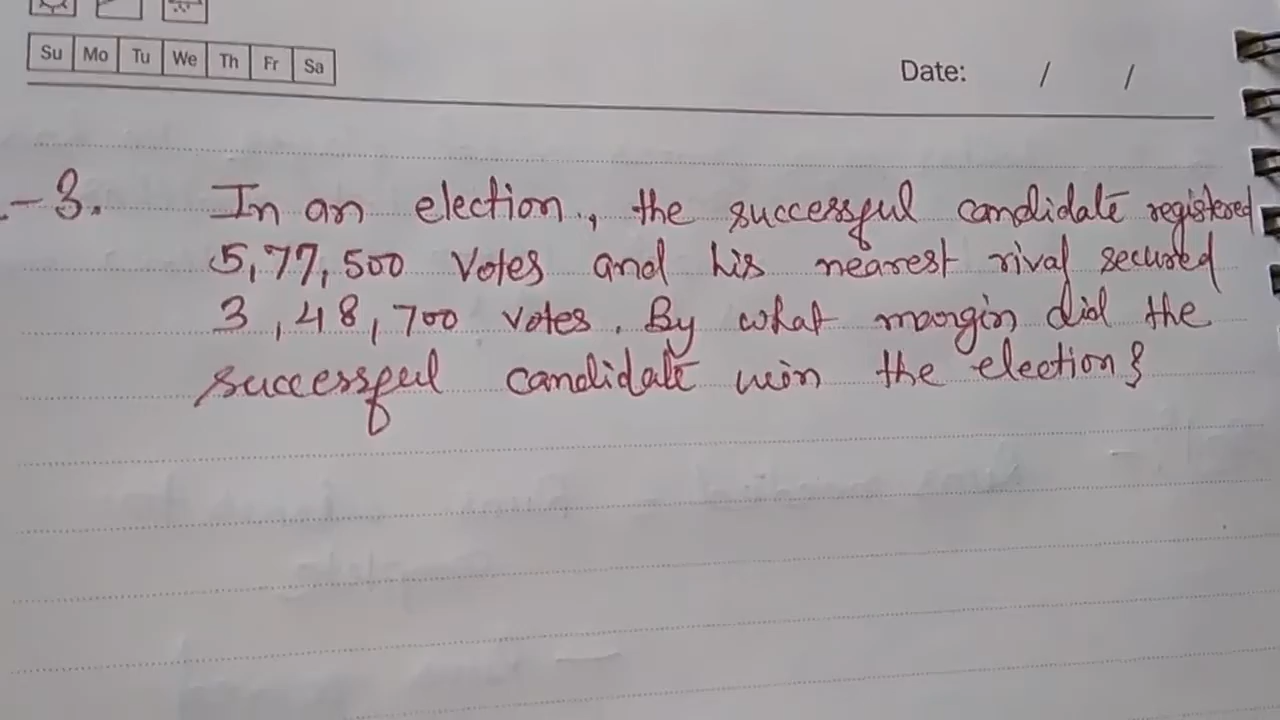 Su Mo Tu We Th Fr Sa
Date: / /
-3. In an election, the successful candidate registered
5,77,500 votes and his nearest rival secured
3,48,700 votes. By what margin did the
successful candidate win the election?